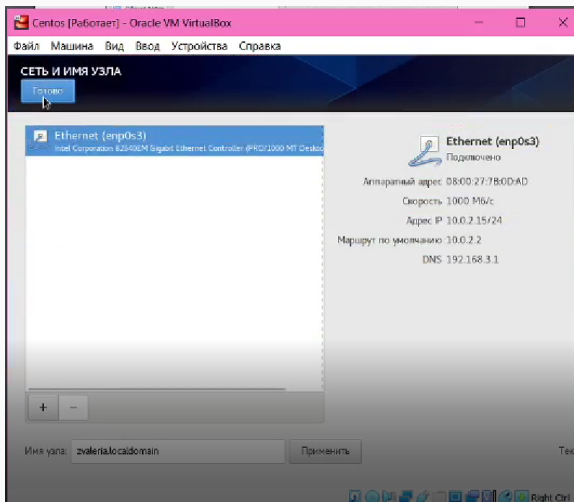 Centos [Работает] - Oracle VM VirtualBox
Файл Машина Вид Ввод Устройства Справка
СЕТЬ И ИМЯ УЗЛА
Готово
Ethernet (enp0s3)
Intel Corporation 82540EM Gigabit Ethernet Controller (PRO/1000 MT Desktop
Ethernet (enp0s3)
Подключено
Аппаратный адрес 08:00:27:7B:0D:AD
Скорость 1000 Мб/с
Адрес IP 10.0.2.15/24
Маршрут по умолчанию 10.0.2.2
DNS 192.168.3.1
+ -
Имя узла: zvaleria.localdomain Применить Тек
Right Ctrl